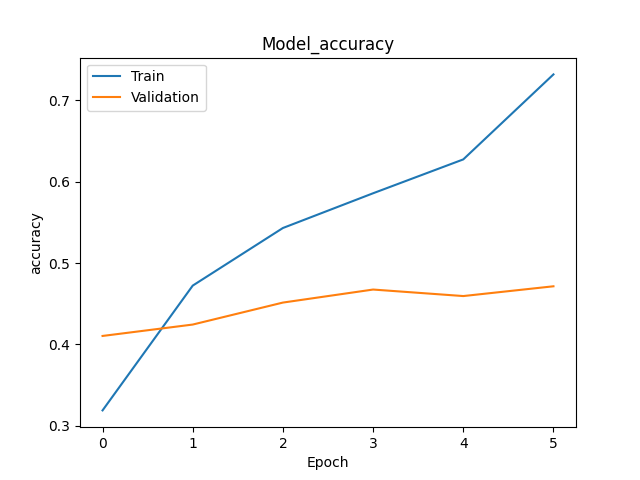 Model_accuracy
Train
Validation
accuracy
0.7
0.6
0.5
0.4
0.3
0 1 2 3 4 5
Epoch